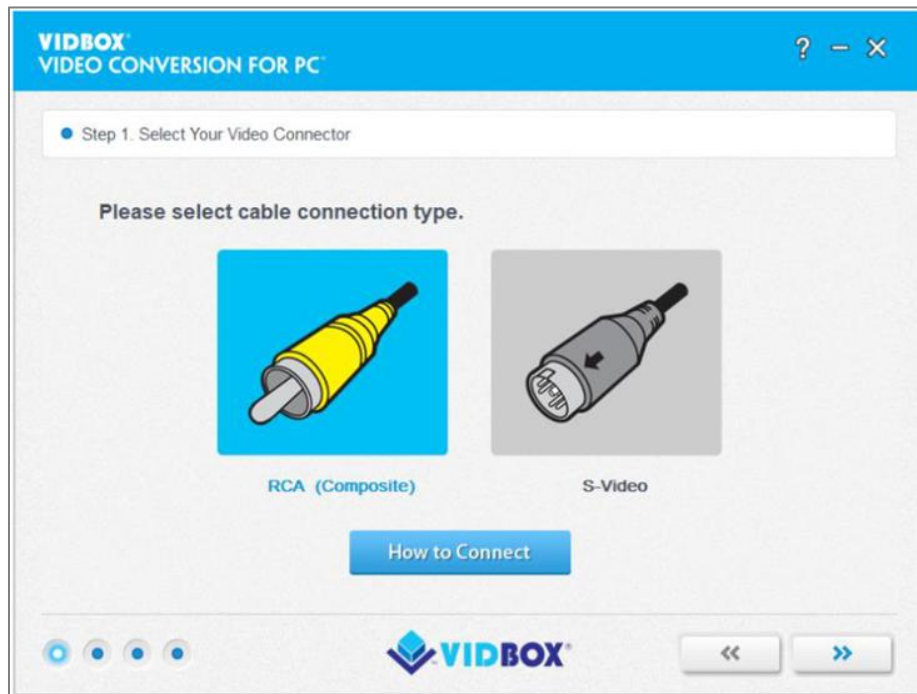 VIDBOX®
VIDEO CONVERSION FOR PC™
? – ×
Step 1. Select Your Video Connector
Please select cable connection type.
RCA (Composite)
S-Video
How to Connect
VIDBOX®
« »